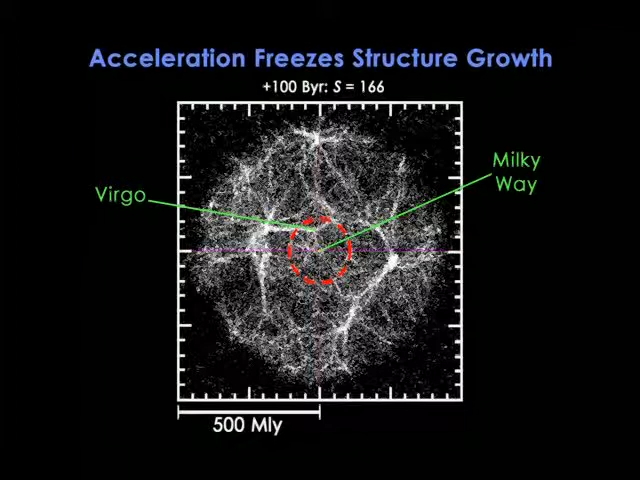 Acceleration Freezes Structure Growth
+100 Byr: S = 166
Milky
Way
Virgo
500 Mly